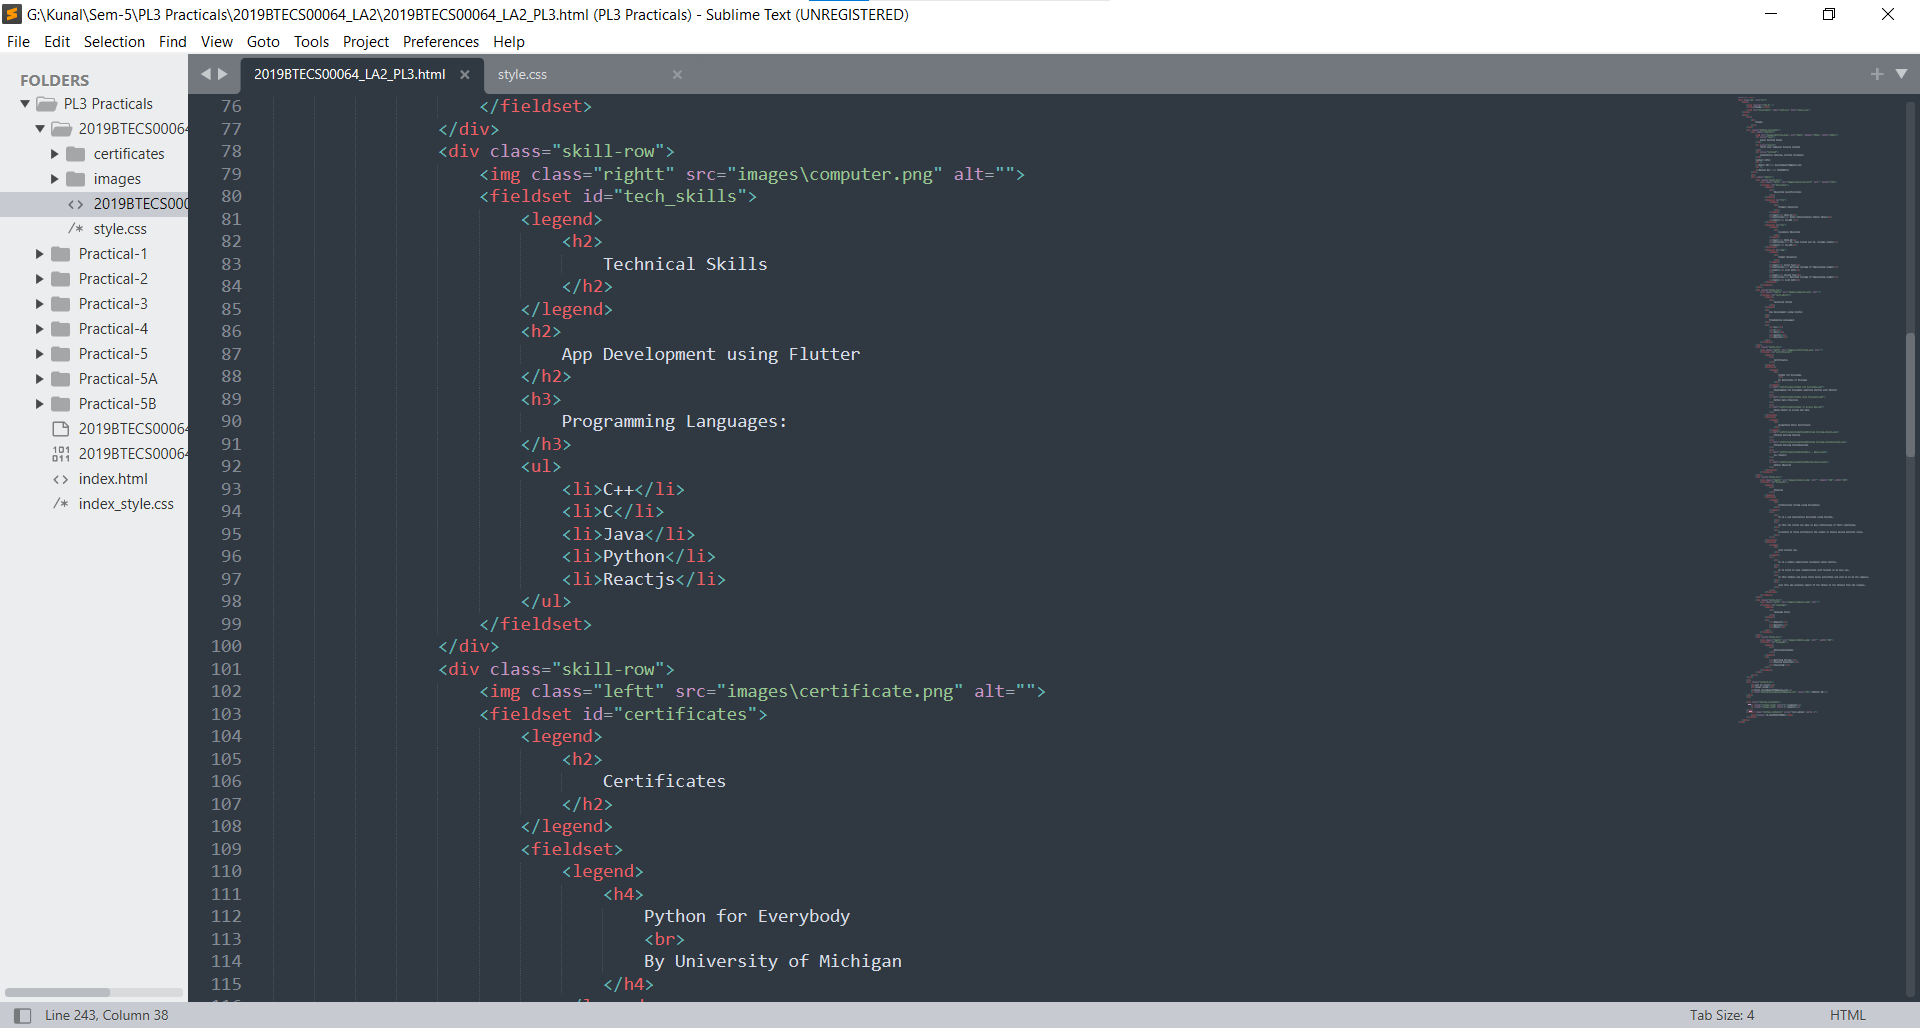 G:\Kunal\Sem-5\PL3 Practicals\2019BTECS00064_LA2\2019BTECS00064_LA2_PL3.html (PL3 Practicals) - Sublime Text (UNREGISTERED)
File Edit Selection Find View Goto Tools Project Preferences Help
FOLDERS
PL3 Practicals
2019BTECS00064
certificates
images
2019BTECS000
style.css
Practical-1
Practical-2
Practical-3
Practical-4
Practical-5
Practical-5A
Practical-5B
2019BTECS00064
2019BTECS00064
index.html
index_style.css
2019BTECS00064_LA2_PL3.html
style.css
76 </fieldset>
77 </div>
78 <div class="skill-row">
79 <img class="rightt" src="images\computer.png" alt="">
80 <fieldset id="tech_skills">
81 <legend>
82 <h2>
83 Technical Skills
84 </h2>
85 </legend>
86 <h2>
87 App Development using Flutter
88 </h2>
89 <h3>
90 Programming Languages:
91 </h3>
92 <ul>
93 <li>C++</li>
94 <li>C</li>
95 <li>Java</li>
96 <li>Python</li>
97 <li>Reactjs</li>
98 </ul>
99 </fieldset>
100 </div>
101 <div class="skill-row">
102 <img class="leftt" src="images\certificate.png" alt="">
103 <fieldset id="certificates">
104 <legend>
105 <h2>
106 Certificates
107 </h2>
108 </legend>
109 <fieldset>
110 <legend>
111 <h4>
112 Python for Everybody
113 <br>
114 By University of Michigan
115 </h4>
Line 243, Column 38
Tab Size: 4
HTML